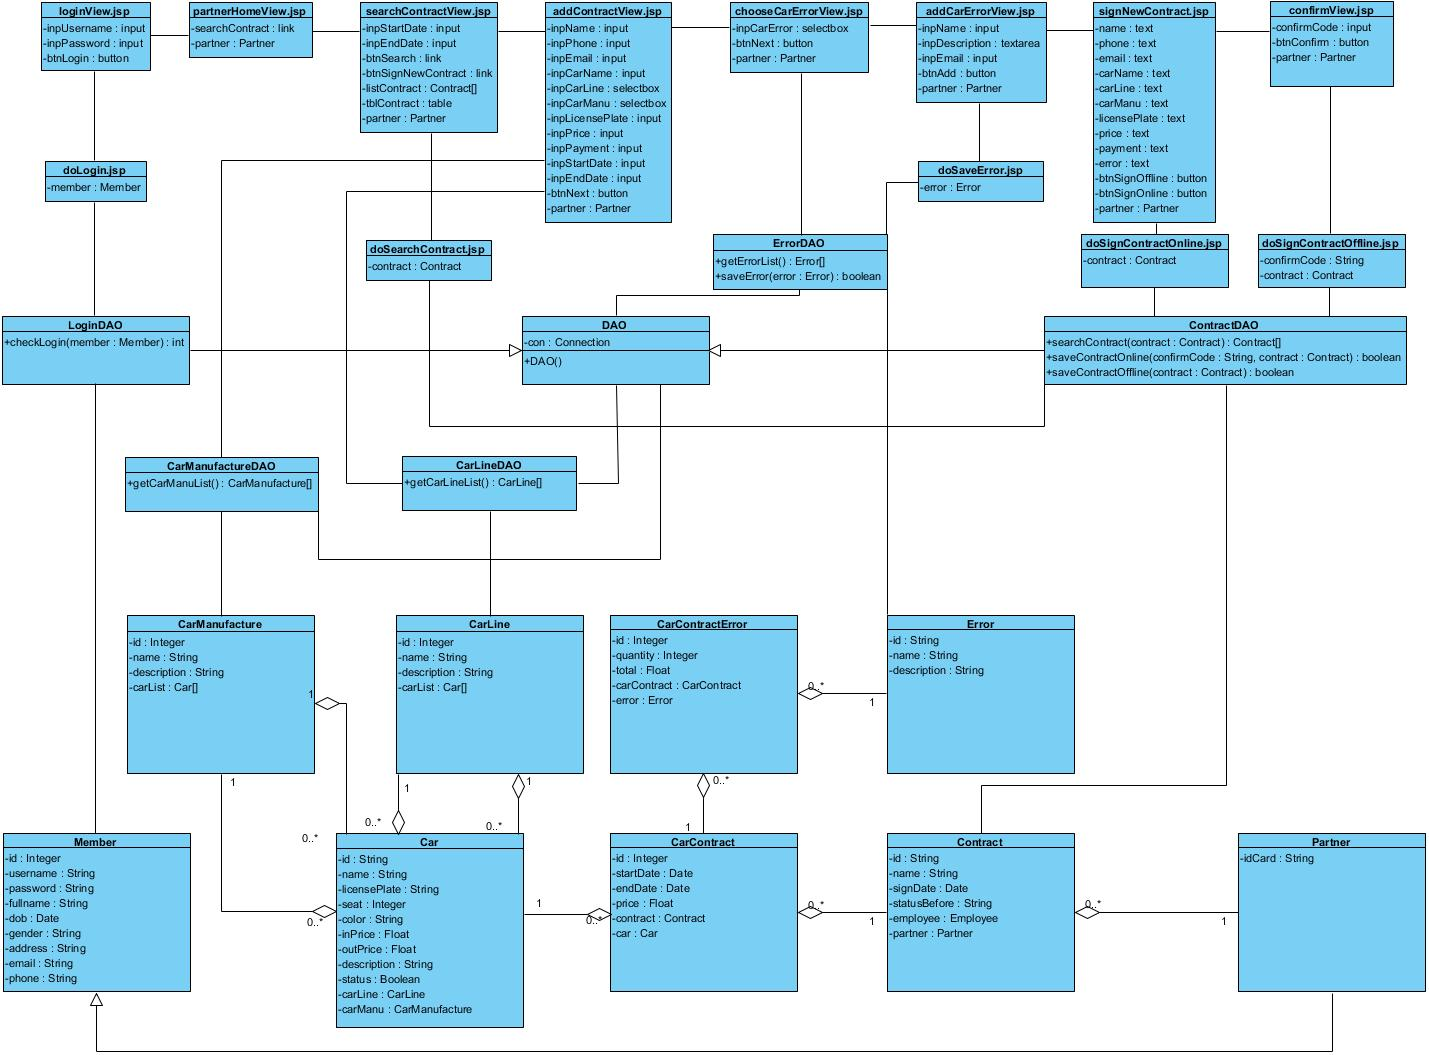 loginView.jsp
-inpUsername : input
-inpPassword : input
-btnLogin : button
partnerHomeView.jsp
-searchContract : link
-partner : Partner
searchContractView.jsp
-inpStartDate : input
-inpEndDate : input
-btnSearch : link
-btnSignNewContract : link
-listContract : Contract[]
-tblContract : table
-partner : Partner
addContractView.jsp
-inpName : input
-inpPhone : input
-inpEmail : input
-inpCarName : input
-inpCarLine : selectbox
-inpCarManu : selectbox
-inpLicensePlate : input
-inpPrice : input
-inpPayment : input
-inpStartDate : input
-inpEndDate : input
-btnNext : button
-partner : Partner
chooseCarErrorView.jsp
-inpCarError : selectbox
-btnNext : button
-partner : Partner
addCarErrorView.jsp
-inpName : input
-inpDescription : textarea
-inpEmail : input
-btnAdd : button
-partner : Partner
signNewContract.jsp
-name : text
-phone : text
-email : text
-carName : text
-carLine : text
-carManu : text
-licensePlate : text
-price : text
-payment : text
-error : text
-btnSignOffline : button
-btnSignOnline : button
-partner : Partner
confirmView.jsp
-confirmCode : input
-btnConfirm : button
-partner : Partner
doLogin.jsp
-member : Member
doSaveError.jsp
-error : Error
doSearchContract.jsp
-contract : Contract
ErrorDAO
+getErrorList() : Error[]
+saveError(error : Error) : boolean
doSignContractOnline.jsp
-contract : Contract
doSignContractOffline.jsp
-confirmCode : String
-contract : Contract
LoginDAO
+checkLogin(member : Member) : int
DAO
-con : Connection
+DAO()
ContractDAO
+searchContract(contract : Contract) : Contract[]
+saveContractOnline(confirmCode : String, contract : Contract) : boolean
+saveContractOffline(contract : Contract) : boolean
CarManufactureDAO
+getCarManuList() : CarManufacture[]
CarLineDAO
+getCarLineList() : CarLine[]
CarManufacture
-id : Integer
-name : String
-description : String
-carList : Car[]
1
CarLine
-id : Integer
-name : String
-description : String
-carList : Car[]
CarContractError
-id : Integer
-quantity : Integer
-total : Float
-carContract : CarContract
-error : Error
0..*
1
Error
-id : String
-name : String
-description : String
1
1
1
0..*
0..*
0..*
0..*
1
Member
-id : Integer
-username : String
-password : String
-fullname : String
-dob : Date
-gender : String
-address : String
-email : String
-phone : String
0..*
Car
-id : String
-name : String
-licensePlate : String
-seat : Integer
-color : String
-inPrice : Float
-outPrice : Float
-description : String
-status : Boolean
-carLine : CarLine
-carManu : CarManufacture
1
0..*
CarContract
-id : Integer
-startDate : Date
-endDate : Date
-price : Float
-contract : Contract
-car : Car
0..*
1
Contract
-id : String
-name : String
-signDate : Date
-statusBefore : String
-employee : Employee
-partner : Partner
0..*
1
Partner
-idCard : String